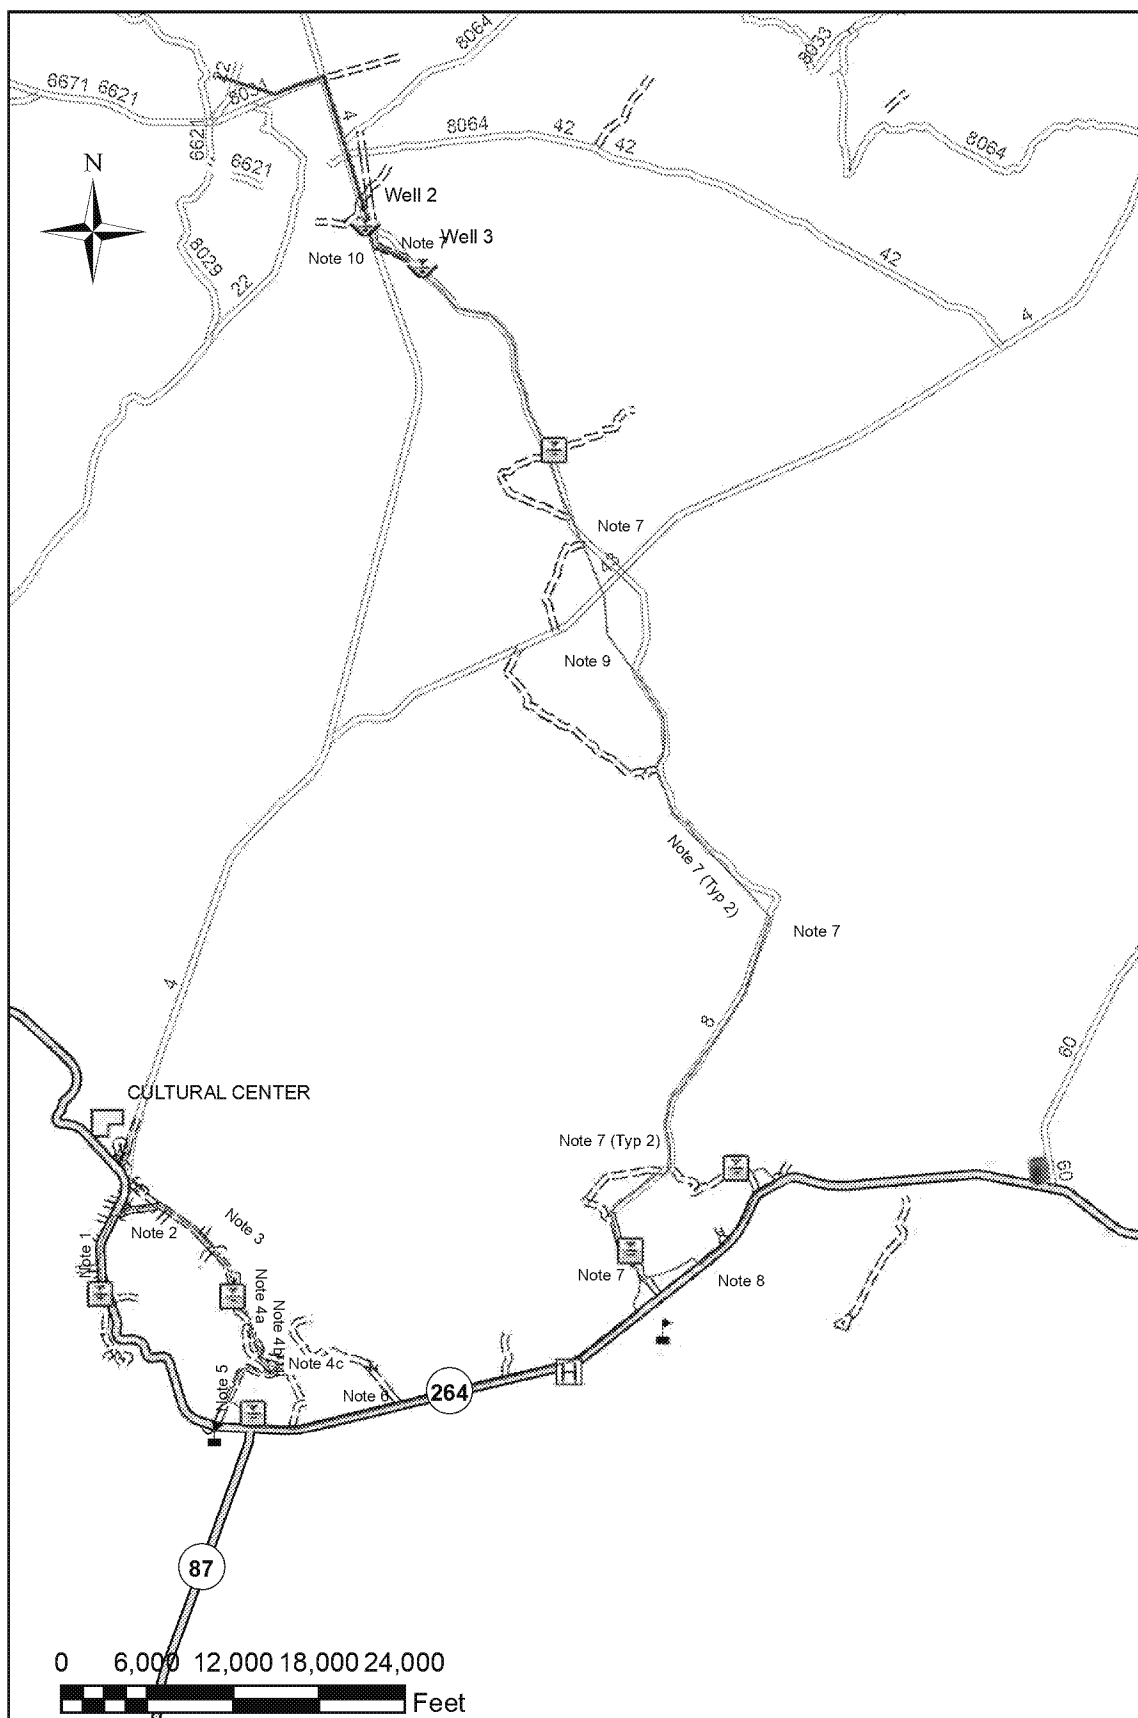 8064
8033
6671 6621
22
8031
4
6621
8064
42
42
8064
6621
N
Well 2
Note 7
Well 3
Note 10
8029
22
42
4
Note 7
28
Note 9
Note 7 (Typ 2)
Note 7
4
8
60
CULTURAL CENTER
Note 7 (Typ 2)
60
Note 3
Note 2
Note 1
Note 7
Note 8
Note 4a
Note 4b
Note 4c
Note 5
Note 6
264
H
87
0 6,000 12,000 18,000 24,000
Feet